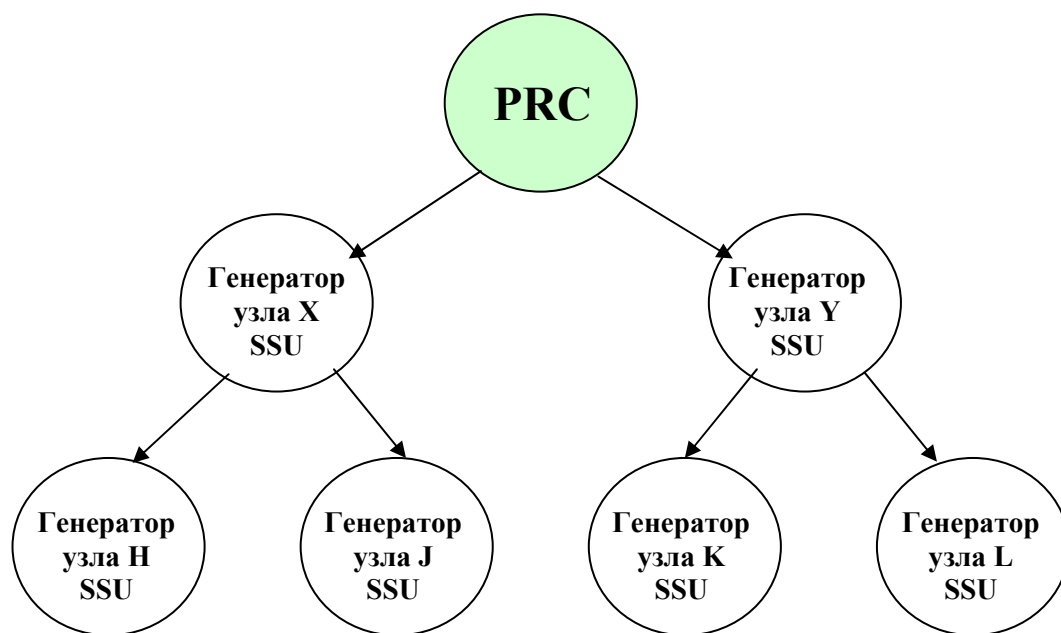 PRC
Генератор
узла X
SSU
Генератор
узла Y
SSU
Генератор
узла H
SSU
Генератор
узла J
SSU
Генератор
узла K
SSU
Генератор
узла L
SSU